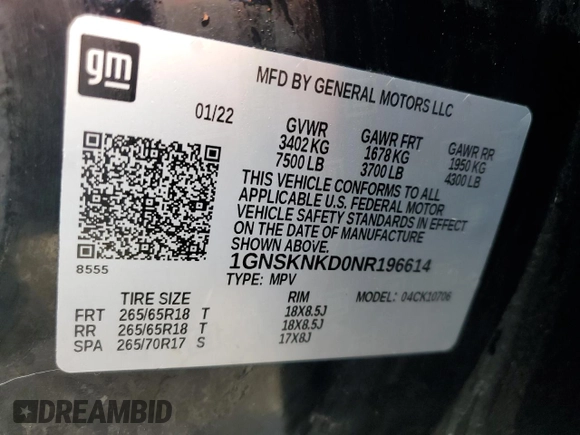 gm
MFD BY GENERAL MOTORS LLC
01/22
GVWR
3402 KG
7500 LB
GAWR FRT
1678 KG
3700 LB
GAWR RR
1950 KG
4300 LB
THIS VEHICLE CONFORMS TO ALL
APPLICABLE U.S. FEDERAL MOTOR
VEHICLE SAFETY STANDARDS IN EFFECT
ON THE DATE OF MANUFACTURE
SHOWN ABOVE.
1GNSKNKD0NR196614
TYPE: MPV
MODEL: 04CK10706
8555
TIRE SIZE RIM
FRT 265/65R18 T 18X8.5J
RR 265/65R18 T 18X8.5J
SPA 265/70R17 S 17X8J
DREAMBID